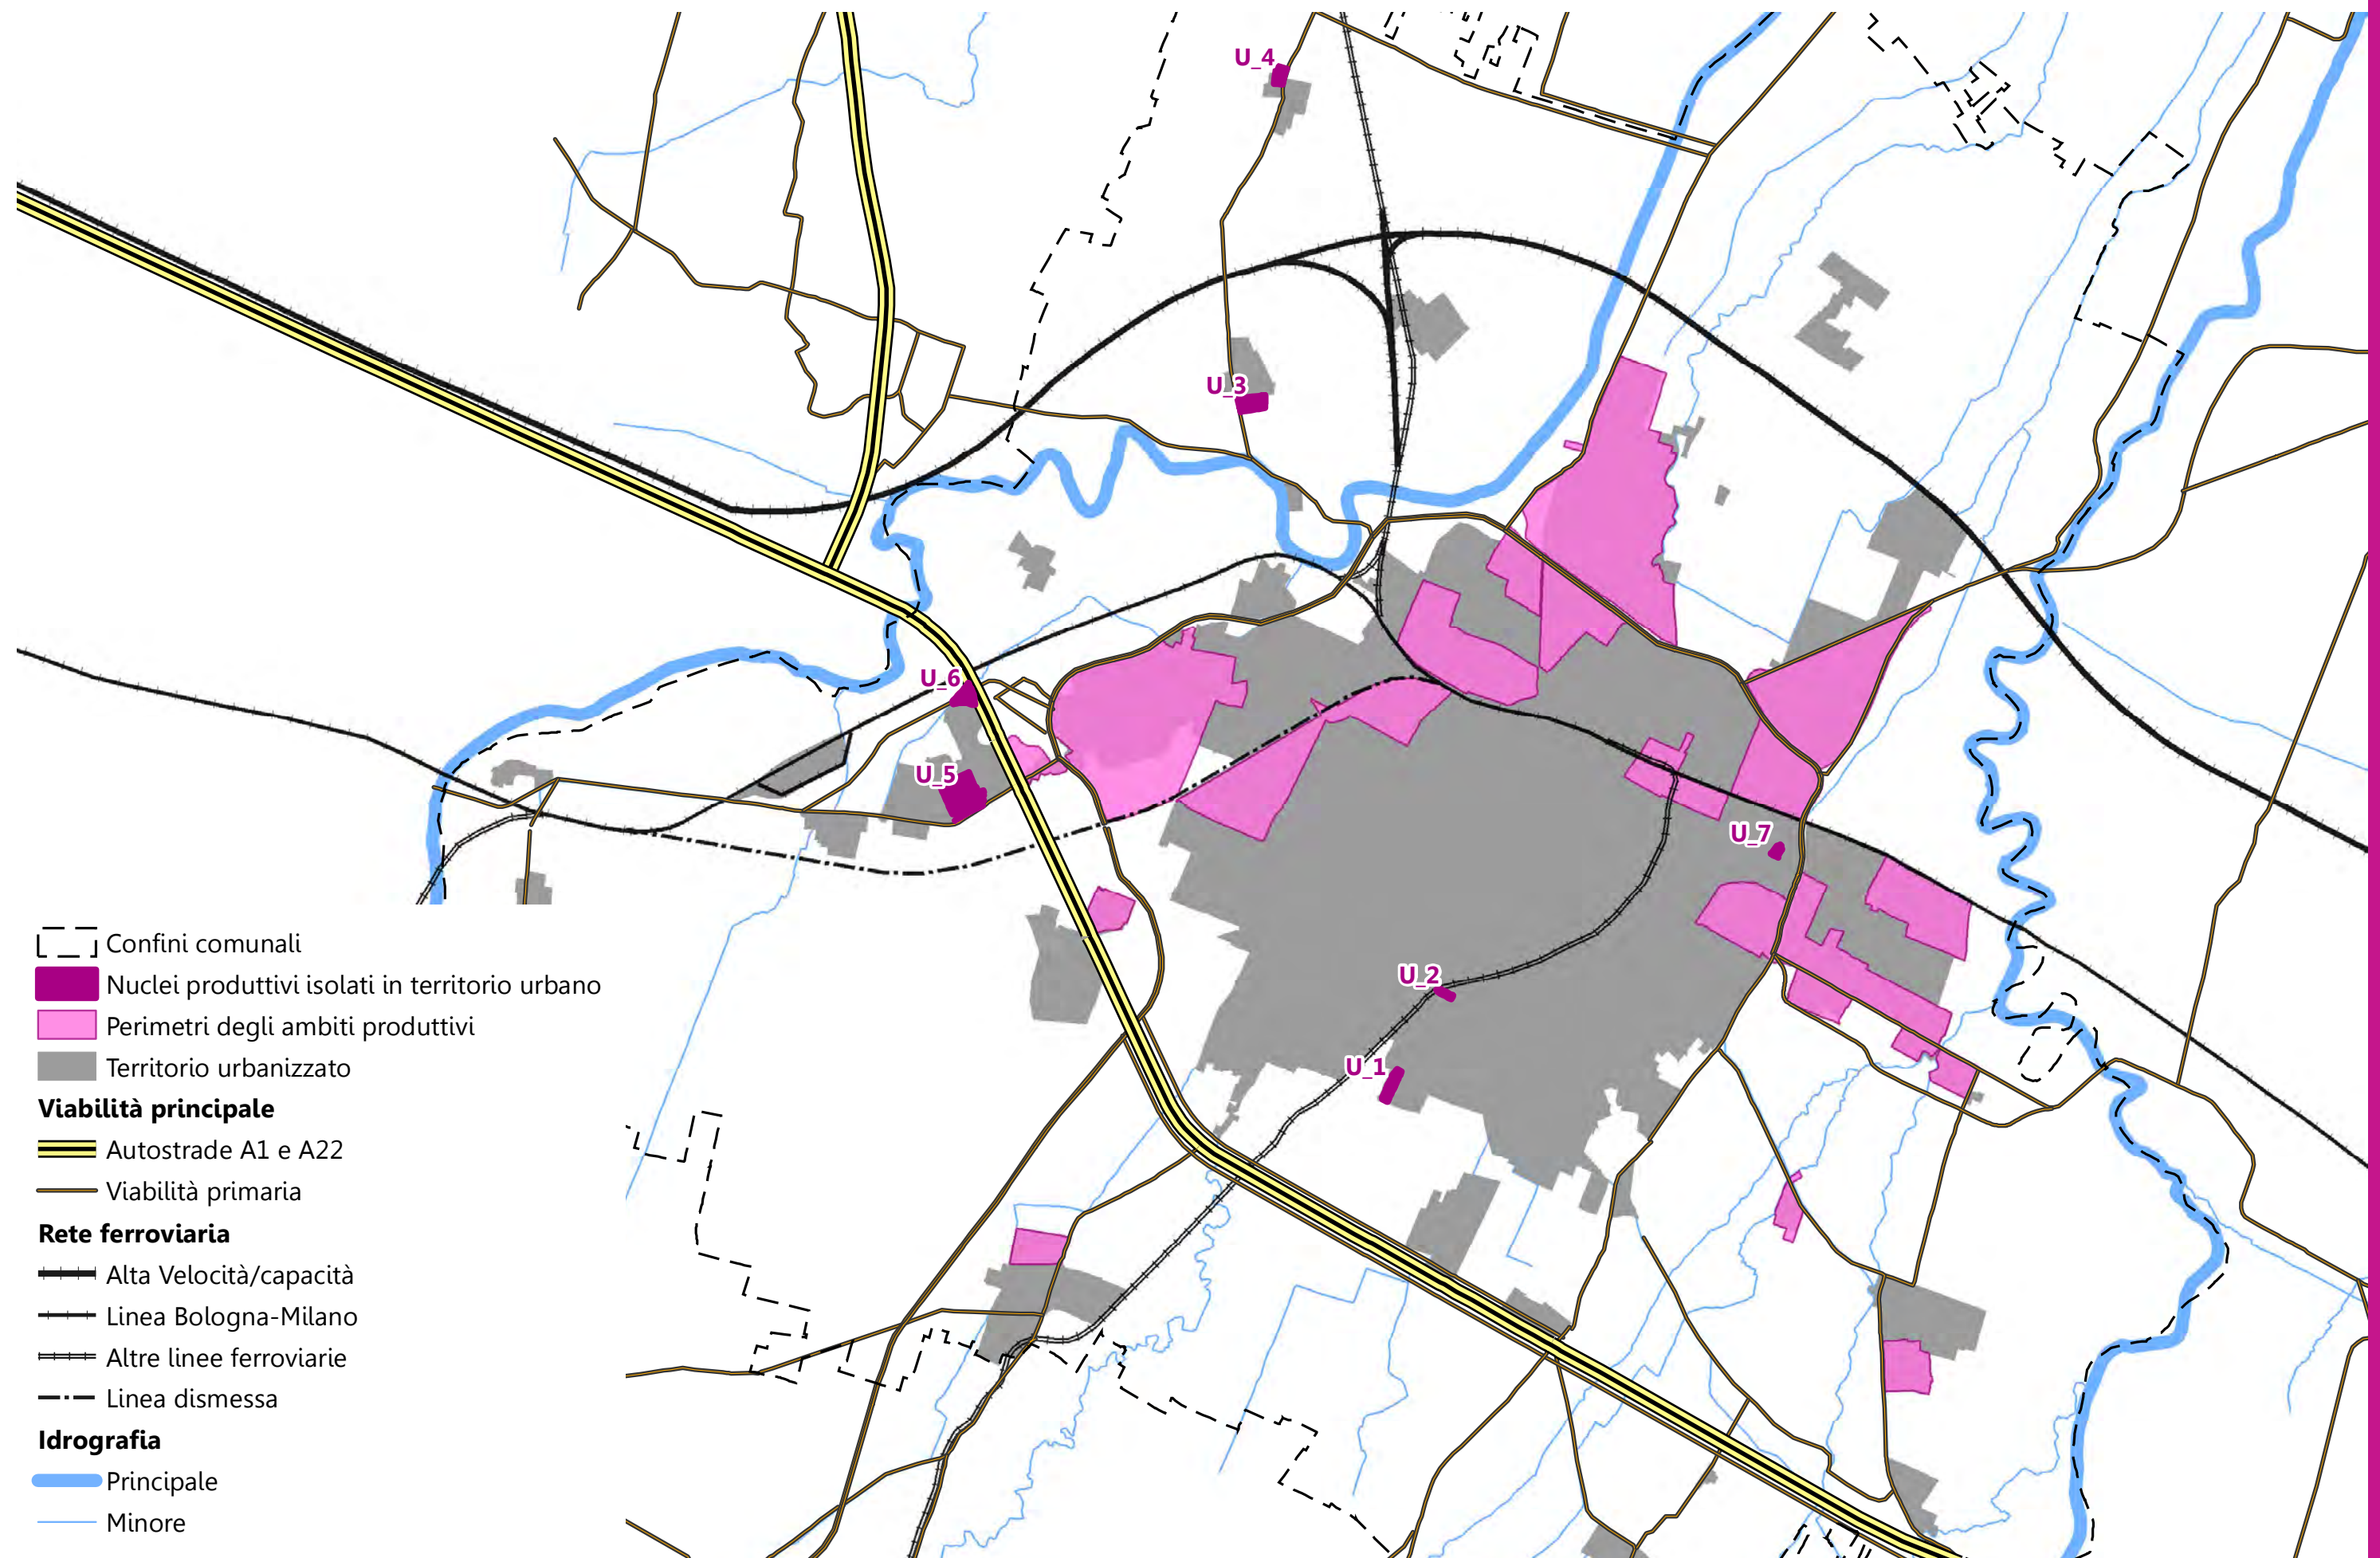 U_4
U_3
U_6
U_5
U_7
U_2
U_1
Confini comunali
Nuclei produttivi isolati in territorio urbano
Perimetri degli ambiti produttivi
Territorio urbanizzato
Viabilità principale
Autostrade A1 e A22
Viabilità primaria
Rete ferroviaria
Alta Velocità/capacità
Linea Bologna-Milano
Altre linee ferroviarie
Linea dismessa
Idrografia
Principale
Minore